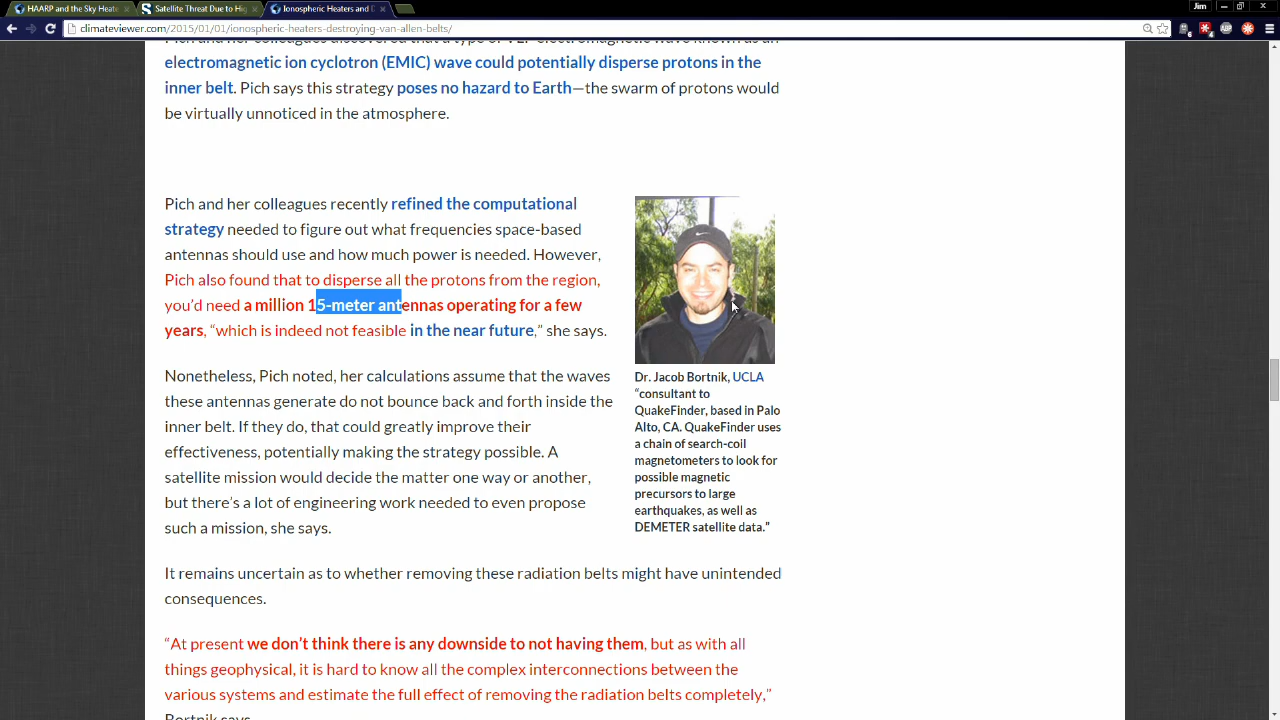 HAARP and the Sky Heate
Satellite Threat Due to Hig
Ionospheric Heaters and D
Jim
climateviewer.com/2015/01/01/ionospheric-heaters-destroying-van-allen-belts/
electromagnetic ion cyclotron (EMIC) wave could potentially disperse protons in the
inner belt. Pich says this strategy poses no hazard to Earth—the swarm of protons would
be virtually unnoticed in the atmosphere.
Pich and her colleagues recently refined the computational
strategy needed to figure out what frequencies space-based
antennas should use and how much power is needed. However,
Pich also found that to disperse all the protons from the region,
you’d need a million 15-meter antennas operating for a few
years, “which is indeed not feasible in the near future,” she says.
Nonetheless, Pich noted, her calculations assume that the waves
these antennas generate do not bounce back and forth inside the
inner belt. If they do, that could greatly improve their
effectiveness, potentially making the strategy possible. A
satellite mission would decide the matter one way or another,
but there’s a lot of engineering work needed to even propose
such a mission, she says.
Dr. Jacob Bortnik, UCLA
“consultant to
QuakeFinder, based in Palo
Alto, CA. QuakeFinder uses
a chain of search-coil
magnetometers to look for
possible magnetic
precursors to large
earthquakes, as well as
DEMETER satellite data.”
It remains uncertain as to whether removing these radiation belts might have unintended
consequences.
“At present we don’t think there is any downside to not having them, but as with all
things geophysical, it is hard to know all the complex interconnections between the
various systems and estimate the full effect of removing the radiation belts completely,”
Bortnik says